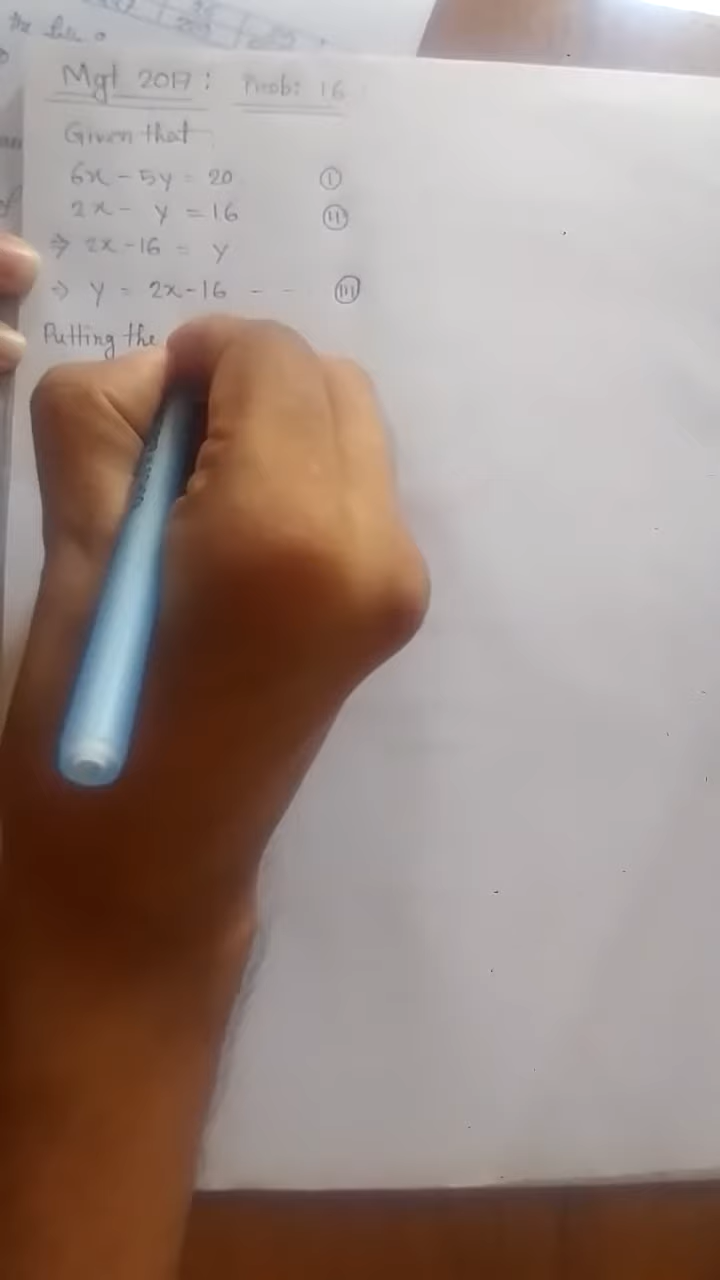 the
Mgt 2017 : Prob: 16
Given that
6x - 5y = 20 (I)
2x - y = 16 (II)
⇒ 2x - 16 = y
⇒ y = 2x - 16 - - (III)
Putting the